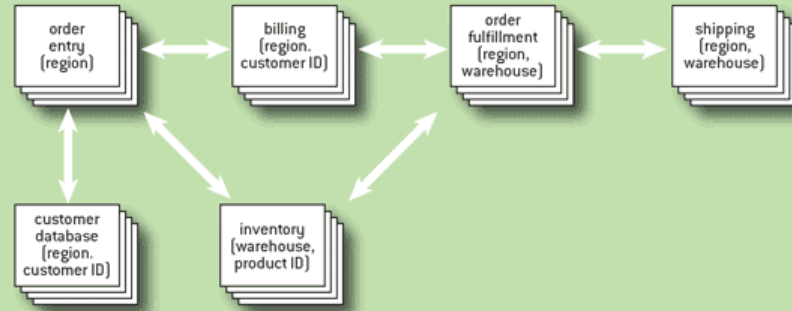 order
entry
(region)
billing
(region.
customer ID)
order
fulfillment
(region,
warehouse)
shipping
(region,
warehouse)
customer
database
(region.
customer ID)
inventory
(warehouse,
product ID)